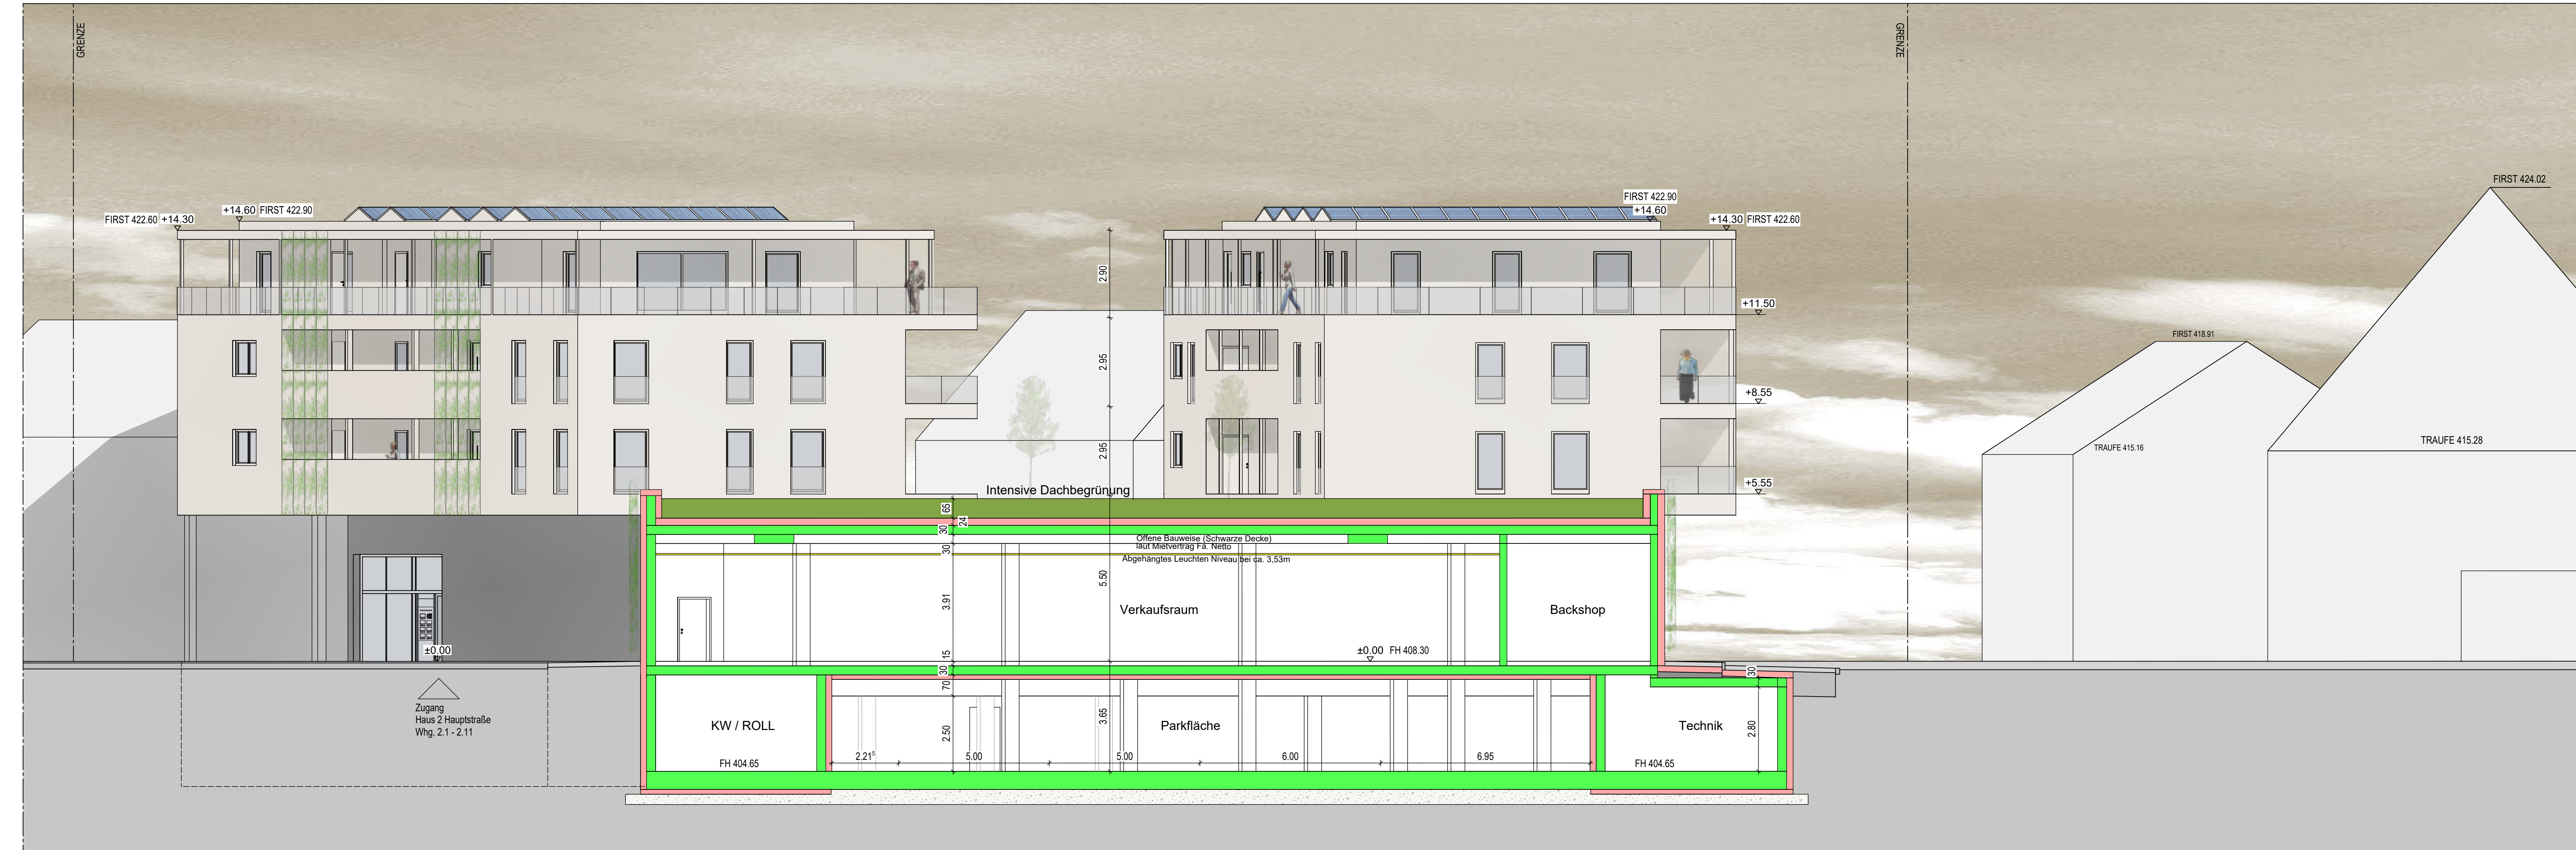 GRENZE
GRENZE
FIRST 424.02
FIRST 422.60 +14.30
+14.60 FIRST 422.90
FIRST 422.90
+14.60
+14.30 FIRST 422.60
2.90
+11.50
FIRST 418.91
2.95
+8.55
TRAUFE 415.28
TRAUFE 415.16
2.95
+5.55
Intensive Dachbegrünung
65
24
30
30
Offene Bauweise (Schwarze Decke)
laut Mietvertrag Fa. Netto
Abgehängtes Leuchten Niveau bei ca. 3,53m
5.50
3.91
Verkaufsraum
Backshop
±0.00
15
±0.00 FH 408.30
30
70
30
Zugang
Haus 2 Hauptstraße
Whg. 2.1 - 2.11
KW / ROLL
3.65
Parkfläche
Technik
2.50
2.80
2.21⁵
5.00
5.00
6.00
6.95
FH 404.65
FH 404.65